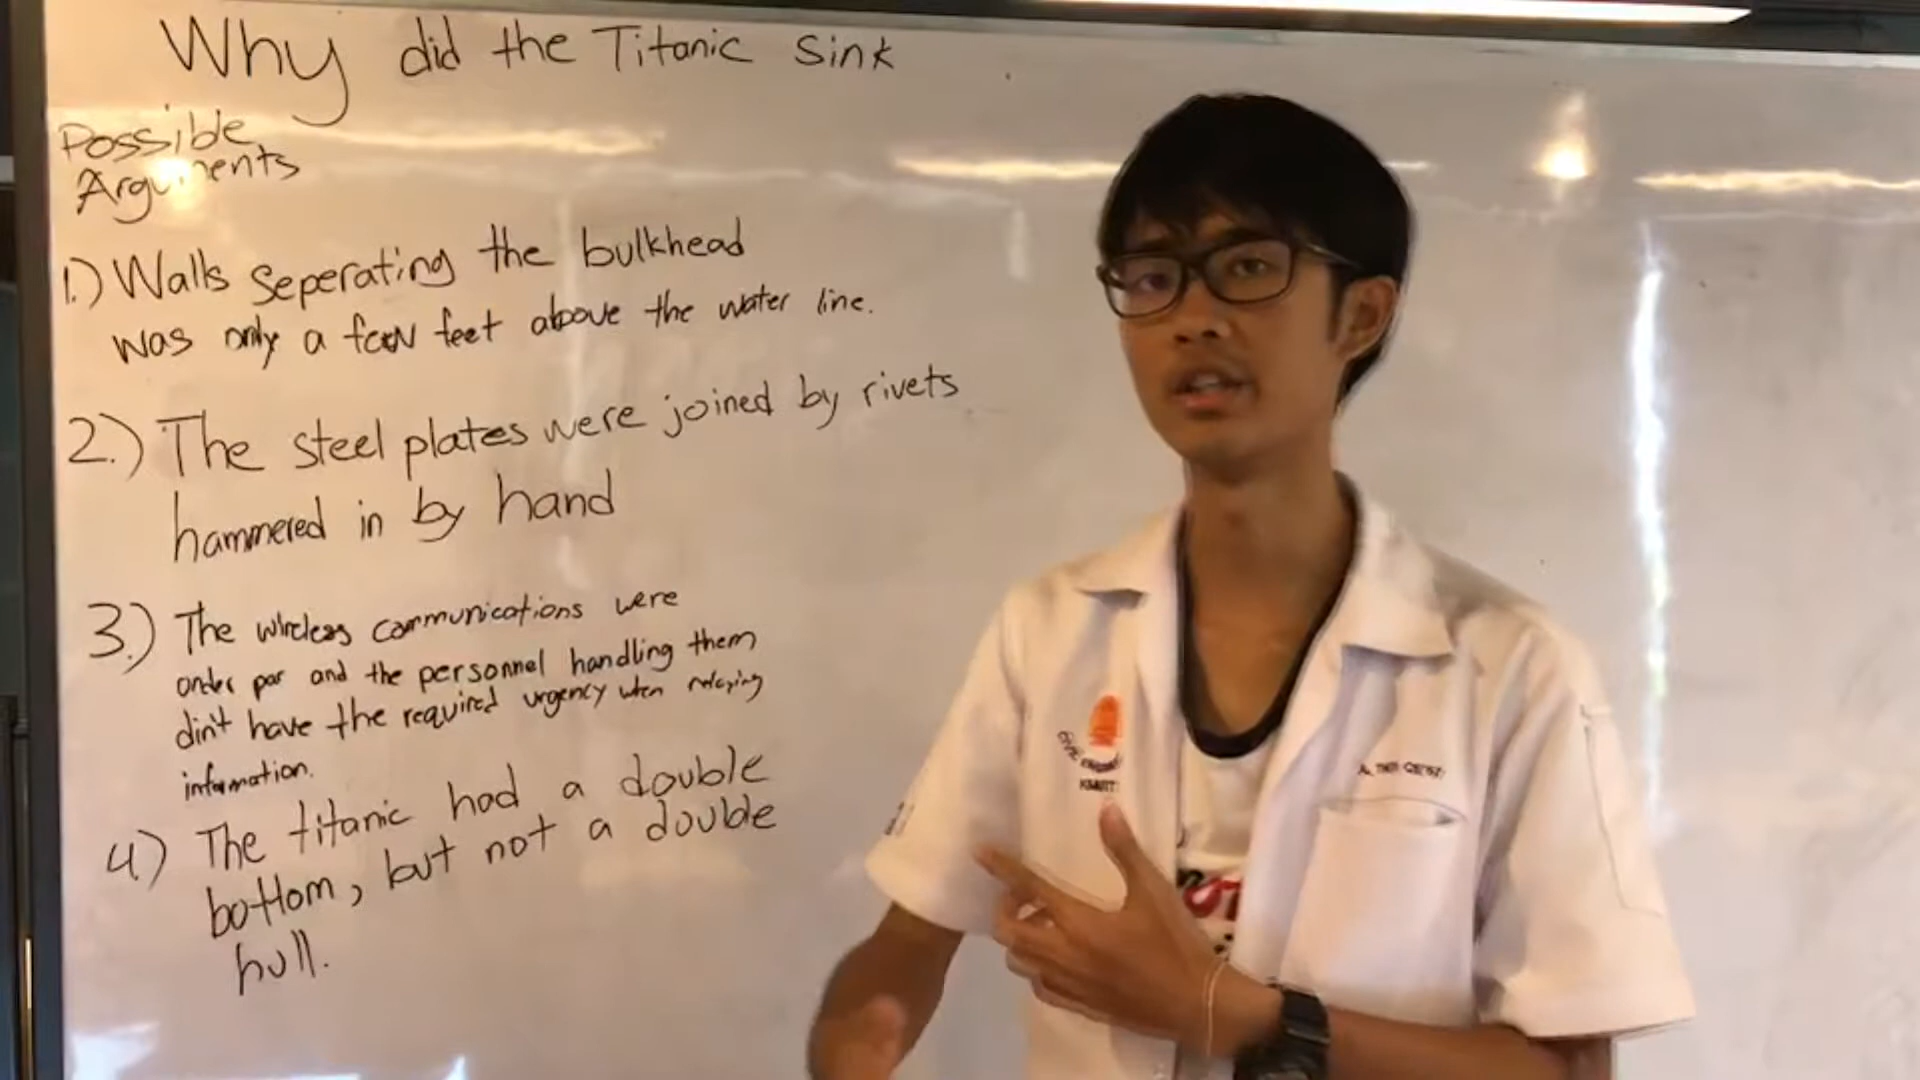 Why did the Titanic Sink
Possible
Arguments
1.) Walls Seperating the bulkhead
was only a few feet above the water line.
2.) The steel plates were joined by rivets
hammered in by hand
3.) The wireless communications were
under par and the personnel handling them
din't have the required urgency when relaying
information.
4.) The titanic had a double
bottom, but not a double
hull.